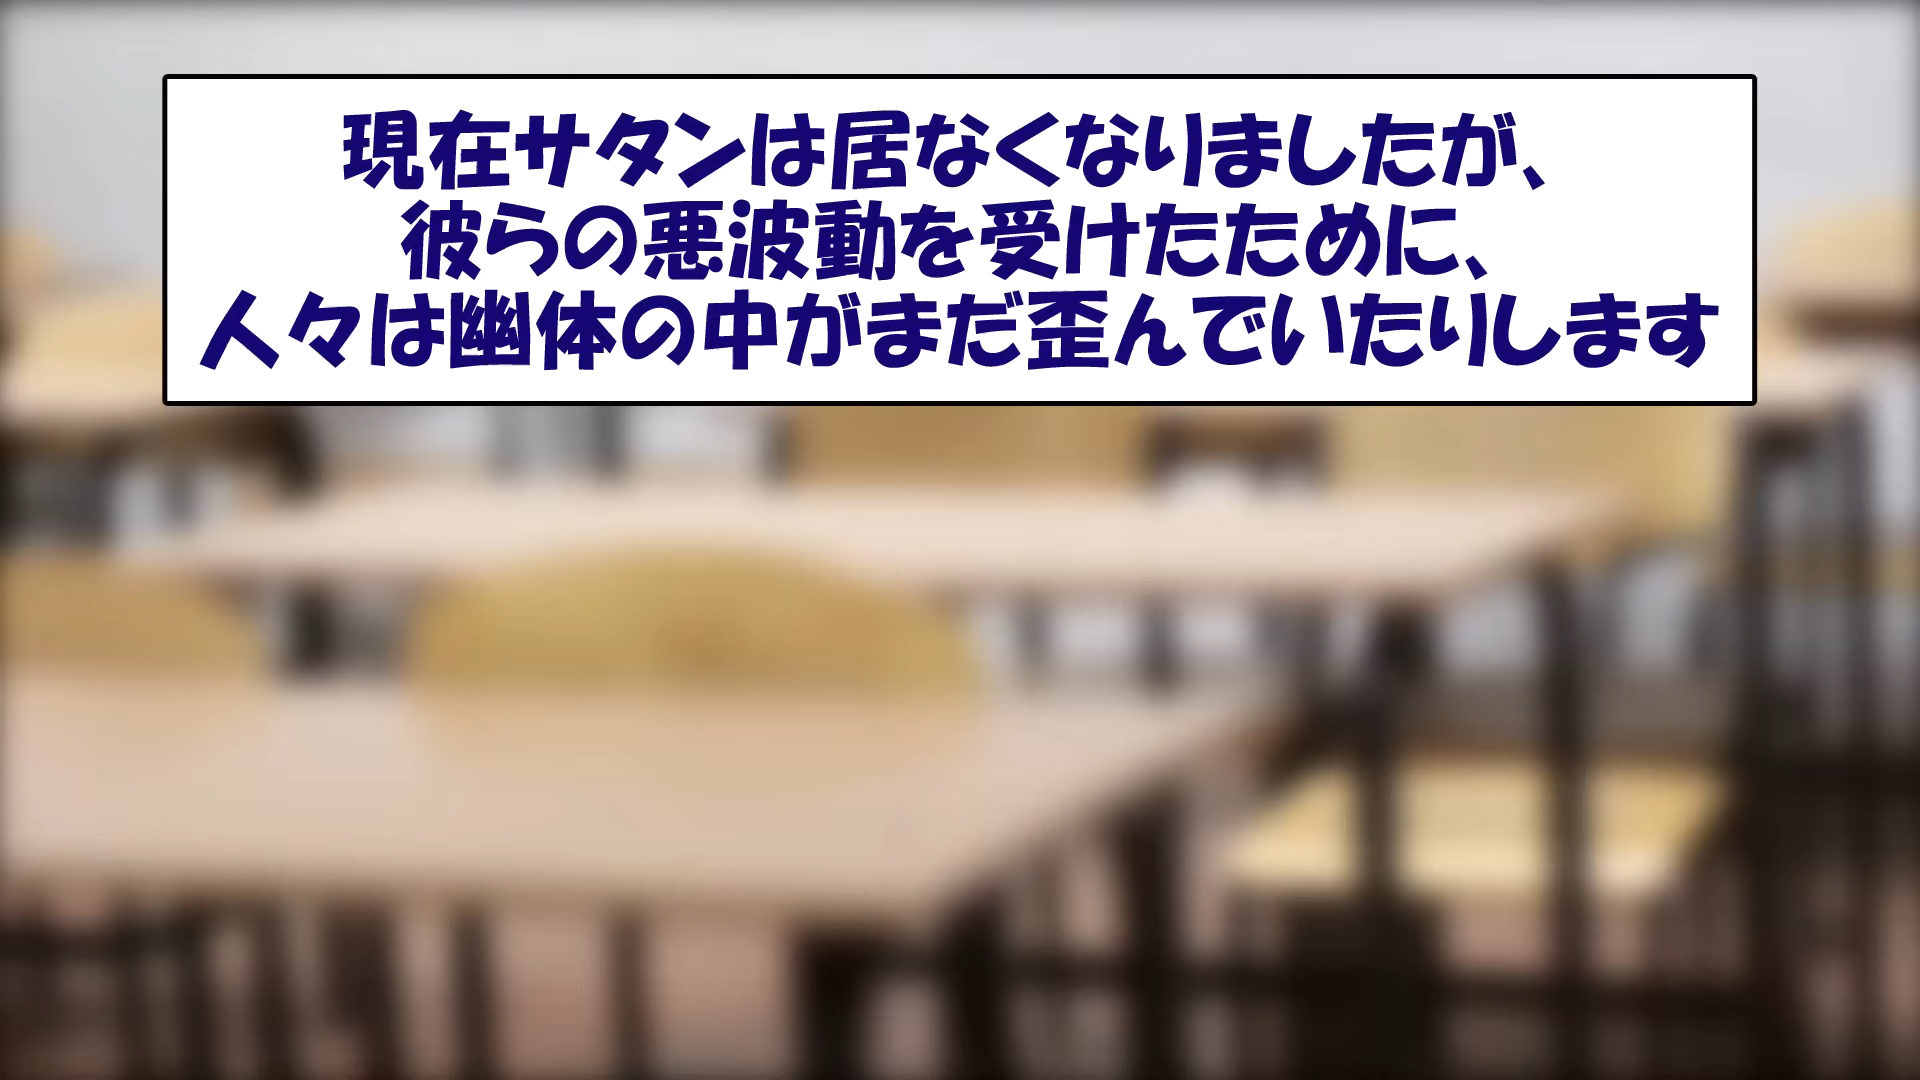 現在サタンは居なくなりましたが、
彼らの悪波動を受けたために、
人々は幽体の中がまだ歪んでいたりします